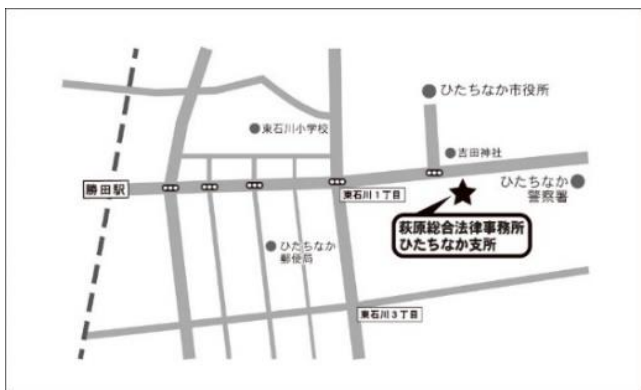 ひたちなか市役所
東石川小学校
吉田神社
勝田駅
東石川1丁目
ひたちなか
警察署
萩原総合法律事務所
ひたちなか支所
ひたちなか
郵便局
東石川3丁目